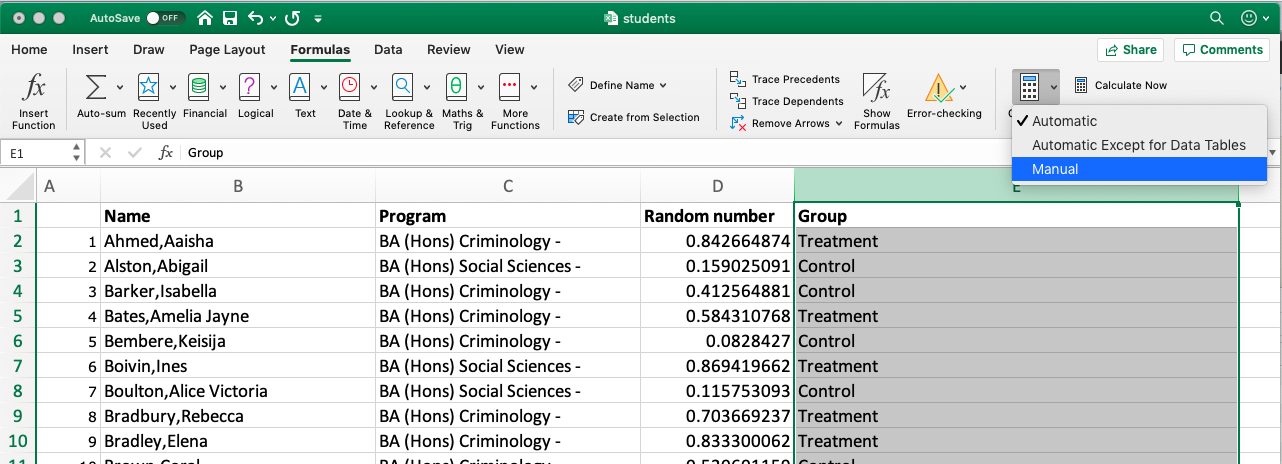 AutoSave OFF students
Home Insert Draw Page Layout Formulas Data Review View Share Comments
fx Σ ? A θ ... Define Name Trace Precedents fx Calculate Now
Insert Function Auto-sum Recently Used Financial Logical Text Date & Time Lookup & Reference Maths & Trig More Functions Create from Selection Trace Dependents Remove Arrows Show Formulas Error-checking
✓ Automatic
Automatic Except for Data Tables
Manual
E1 fx Group
A B C D E
1 Name Program Random number Group
2 1 Ahmed,Aaisha BA (Hons) Criminology - 0.842664874 Treatment
3 2 Alston,Abigail BA (Hons) Social Sciences - 0.159025091 Control
4 3 Barker,Isabella BA (Hons) Criminology - 0.412564881 Control
5 4 Bates,Amelia Jayne BA (Hons) Criminology - 0.584310768 Treatment
6 5 Bembere,Keisija BA (Hons) Criminology - 0.0828427 Control
7 6 Boivin,Ines BA (Hons) Social Sciences - 0.869419662 Treatment
8 7 Boulton,Alice Victoria BA (Hons) Social Sciences - 0.115753093 Control
9 8 Bradbury,Rebecca BA (Hons) Criminology - 0.703669237 Treatment
10 9 Bradley,Elena BA (Hons) Criminology - 0.833300062 Treatment